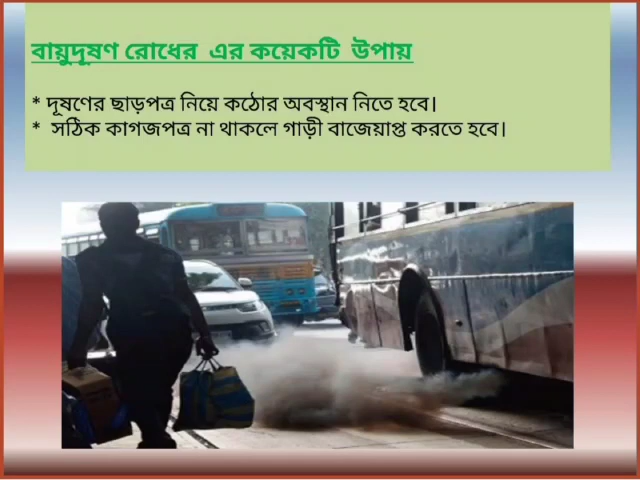 বায়ুদূষণ রোধের এর কয়েকটি উপায়
* দূষণের ছাড়পত্র নিয়ে কঠোর অবস্থান নিতে হবে।
* সঠিক কাগজপত্র না থাকলে গাড়ী বাজেয়াপ্ত করতে হবে।